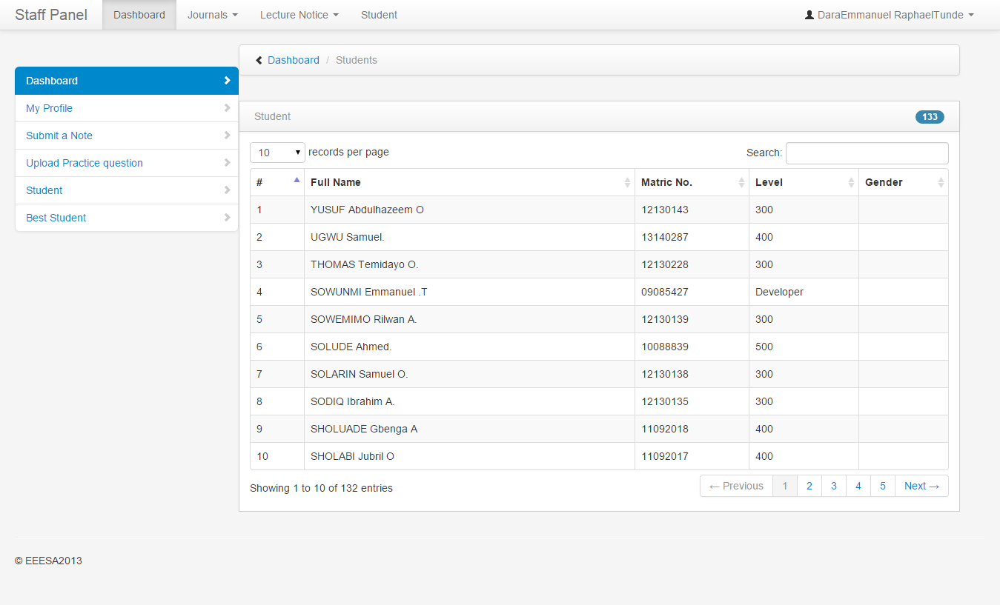 Staff Panel Dashboard Journals Lecture Notice Student DaraEmmanuel RaphaelTunde
Dashboard / Students
Dashboard
My Profile
Submit a Note
Upload Practice question
Student
Best Student
Student 133
10 records per page Search:
# Full Name Matric No. Level Gender
1 YUSUF Abdulhazeem O 12130143 300
2 UGWU Samuel. 13140287 400
3 THOMAS Temidayo O. 12130228 300
4 SOWUNMI Emmanuel .T 09085427 Developer
5 SOWEMIMO Rilwan A. 12130139 300
6 SOLUDE Ahmed. 10088839 500
7 SOLARIN Samuel O. 12130138 300
8 SODIQ Ibrahim A. 12130135 300
9 SHOLUADE Gbenga A 11092018 400
10 SHOLABI Jubril O 11092017 400
Showing 1 to 10 of 132 entries ← Previous 1 2 3 4 5 Next →
© EEESA2013